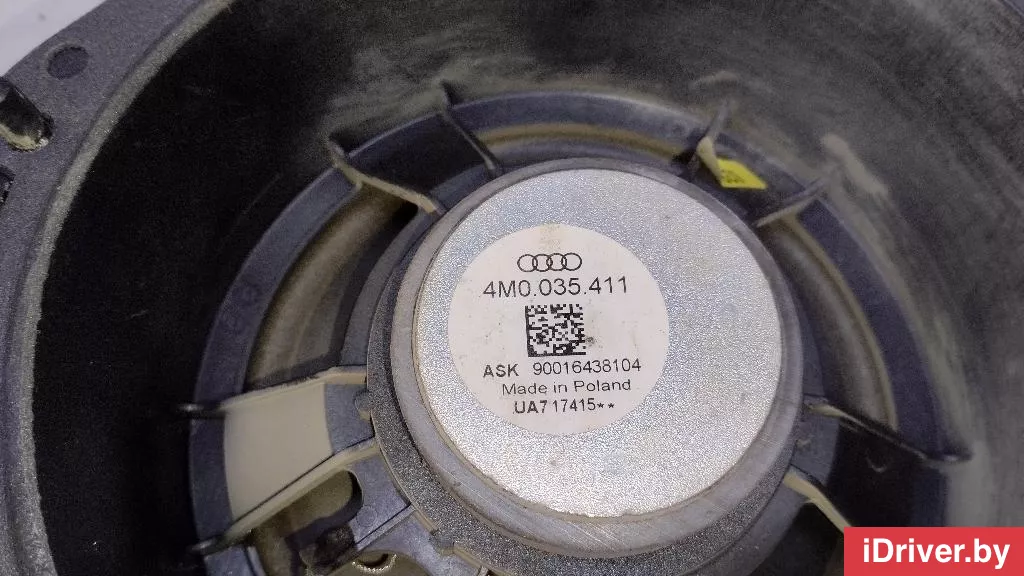 4M0.035.411
ASK 90016438104
Made in Poland
UA717415**
iDriver.by